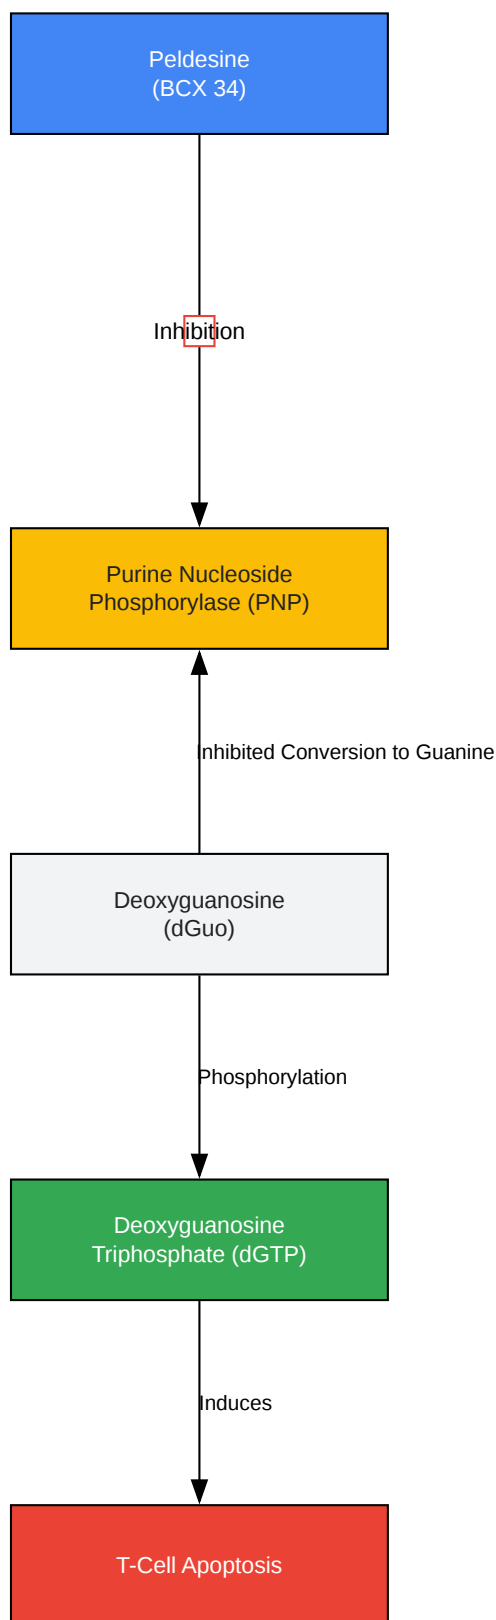 Peldesine
(BCX 34)
Inhibition
Purine Nucleoside
Phosphorylase (PNP)
Inhibited Conversion to Guanine
Deoxyguanosine
(dGuo)
Phosphorylation
Deoxyguanosine
Triphosphate (dGTP)
Induces
T-Cell Apoptosis